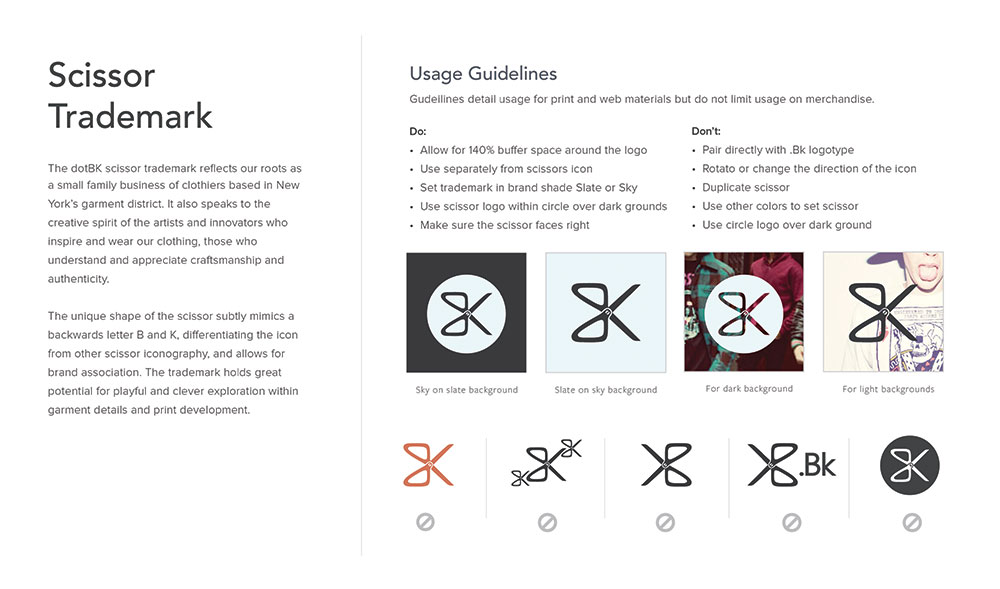 Scissor
Trademark
The dotBK scissor trademark reflects our roots as
a small family business of clothiers based in New
York's garment district. It also speaks to the
creative spirit of the artists and innovators who
inspire and wear our clothing, those who
understand and appreciate craftsmanship and
authenticity.
The unique shape of the scissor subtly mimics a
backwards letter B and K, differentiating the icon
from other scissor iconography, and allows for
brand association. The trademark holds great
potential for playful and clever exploration within
garment details and print development.
Usage Guidelines
Gudeilines detail usage for print and web materials but do not limit usage on merchandise.
Do:
• Allow for 140% buffer space around the logo
• Use separately from scissors icon
• Set trademark in brand shade Slate or Sky
• Use scissor logo within circle over dark grounds
• Make sure the scissor faces right
Don't:
• Pair directly with .Bk logotype
• Rotato or change the direction of the icon
• Duplicate scissor
• Use other colors to set scissor
• Use circle logo over dark ground
Sky on slate background
Slate on sky background
For dark background
For light backgrounds
.Bk